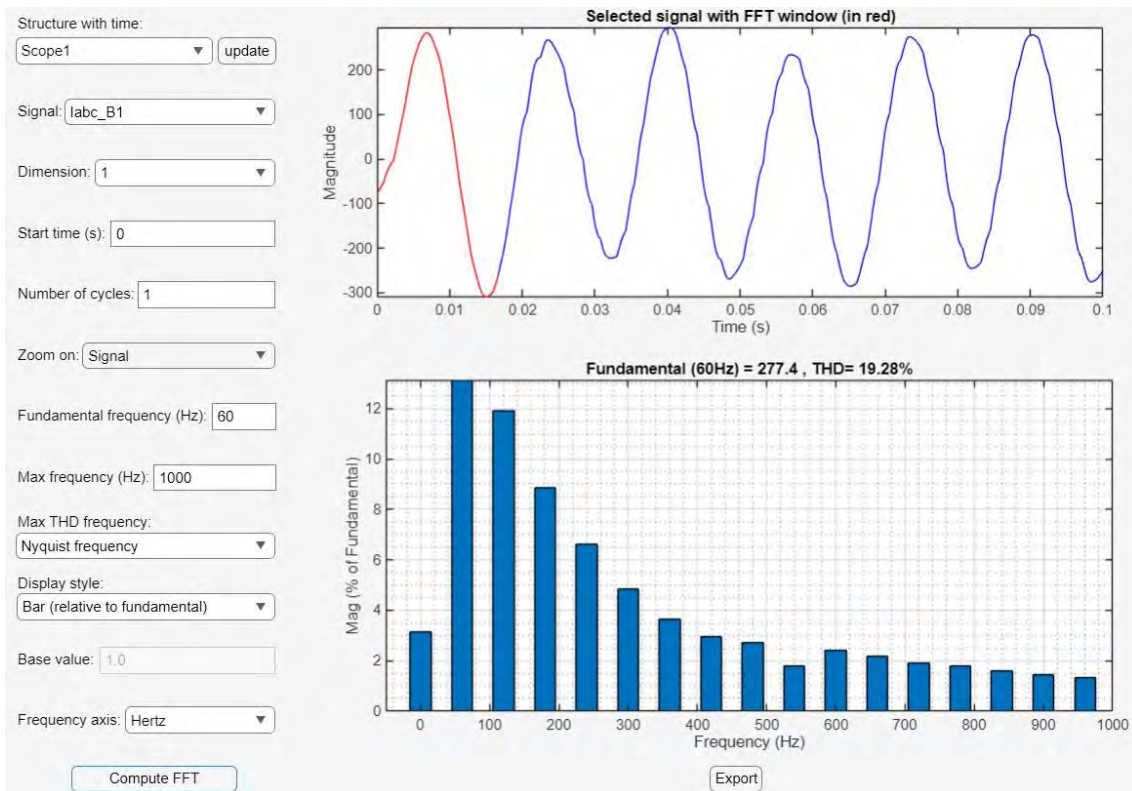 Structure with time:
Scope1
update
Signal: Iabc_B1
Dimension: 1
Start time (s): 0
Number of cycles: 1
Zoom on: Signal
Fundamental frequency (Hz): 60
Max frequency (Hz): 1000
Max THD frequency:
Nyquist frequency
Display style:
Bar (relative to fundamental)
Base value: 1.0
Frequency axis: Hertz
Compute FFT
Selected signal with FFT window (in red)
Magnitude
200
100
0
-100
-200
-300
0 0.01 0.02 0.03 0.04 0.05 0.06 0.07 0.08 0.09 0.1
Time (s)
Fundamental (60Hz) = 277.4 , THD= 19.28%
Mag (% of Fundamental)
12
10
8
6
4
2
0
0 100 200 300 400 500 600 700 800 900 1000
Frequency (Hz)
Export